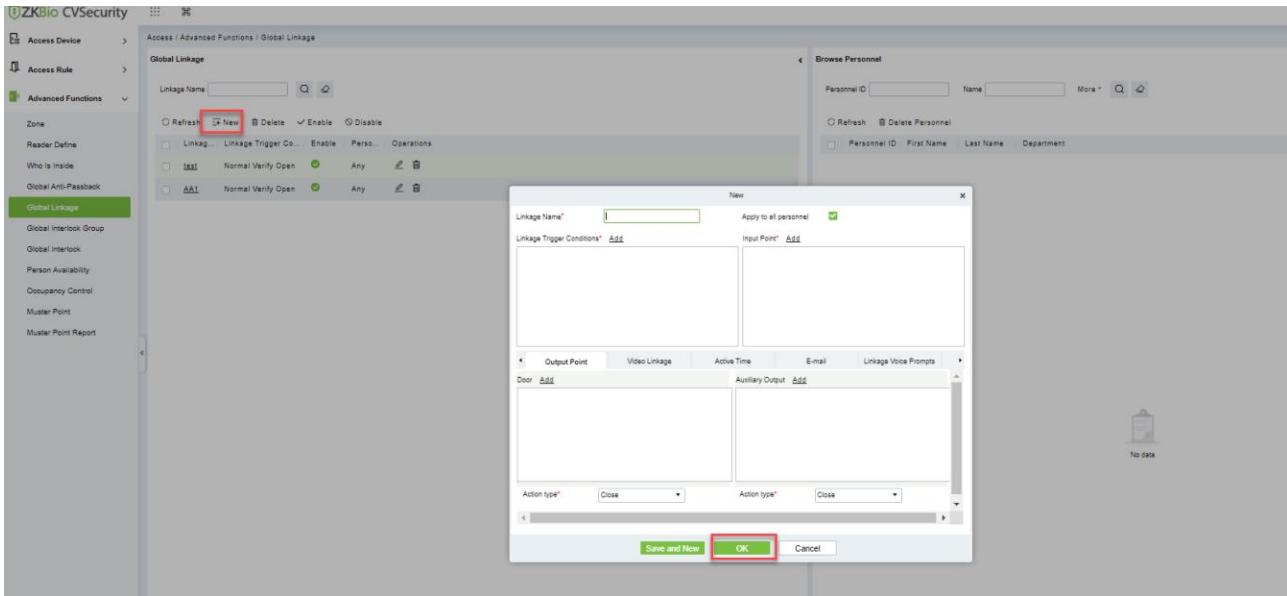 ZKBio CVSecurity
Access Device
Access Rule
Advanced Functions
Zone
Reader Define
Who Is Inside
Global Anti-Passback
Global Linkage
Global Interlock Group
Global Interlock
Person Availability
Occupancy Control
Muster Point
Muster Point Report
Access / Advanced Functions / Global Linkage
Global Linkage
Linkage Name
Refresh New Delete Enable Disable
Linkag... Linkage Trigger Co... Enable Perso... Operations
test Normal Verify Open Any
AA1 Normal Verify Open Any
Browse Personnel
Personnel ID Name More
Refresh Delete Personnel
Personnel ID First Name Last Name Department
No data
New
Linkage Name* Apply to all personnel
Linkage Trigger Conditions* Add Input Point* Add
Output Point Video Linkage Active Time E-mail Linkage Voice Prompts
Door Add Auxiliary Output Add
Action type* Close Action type* Close
Save and New OK Cancel